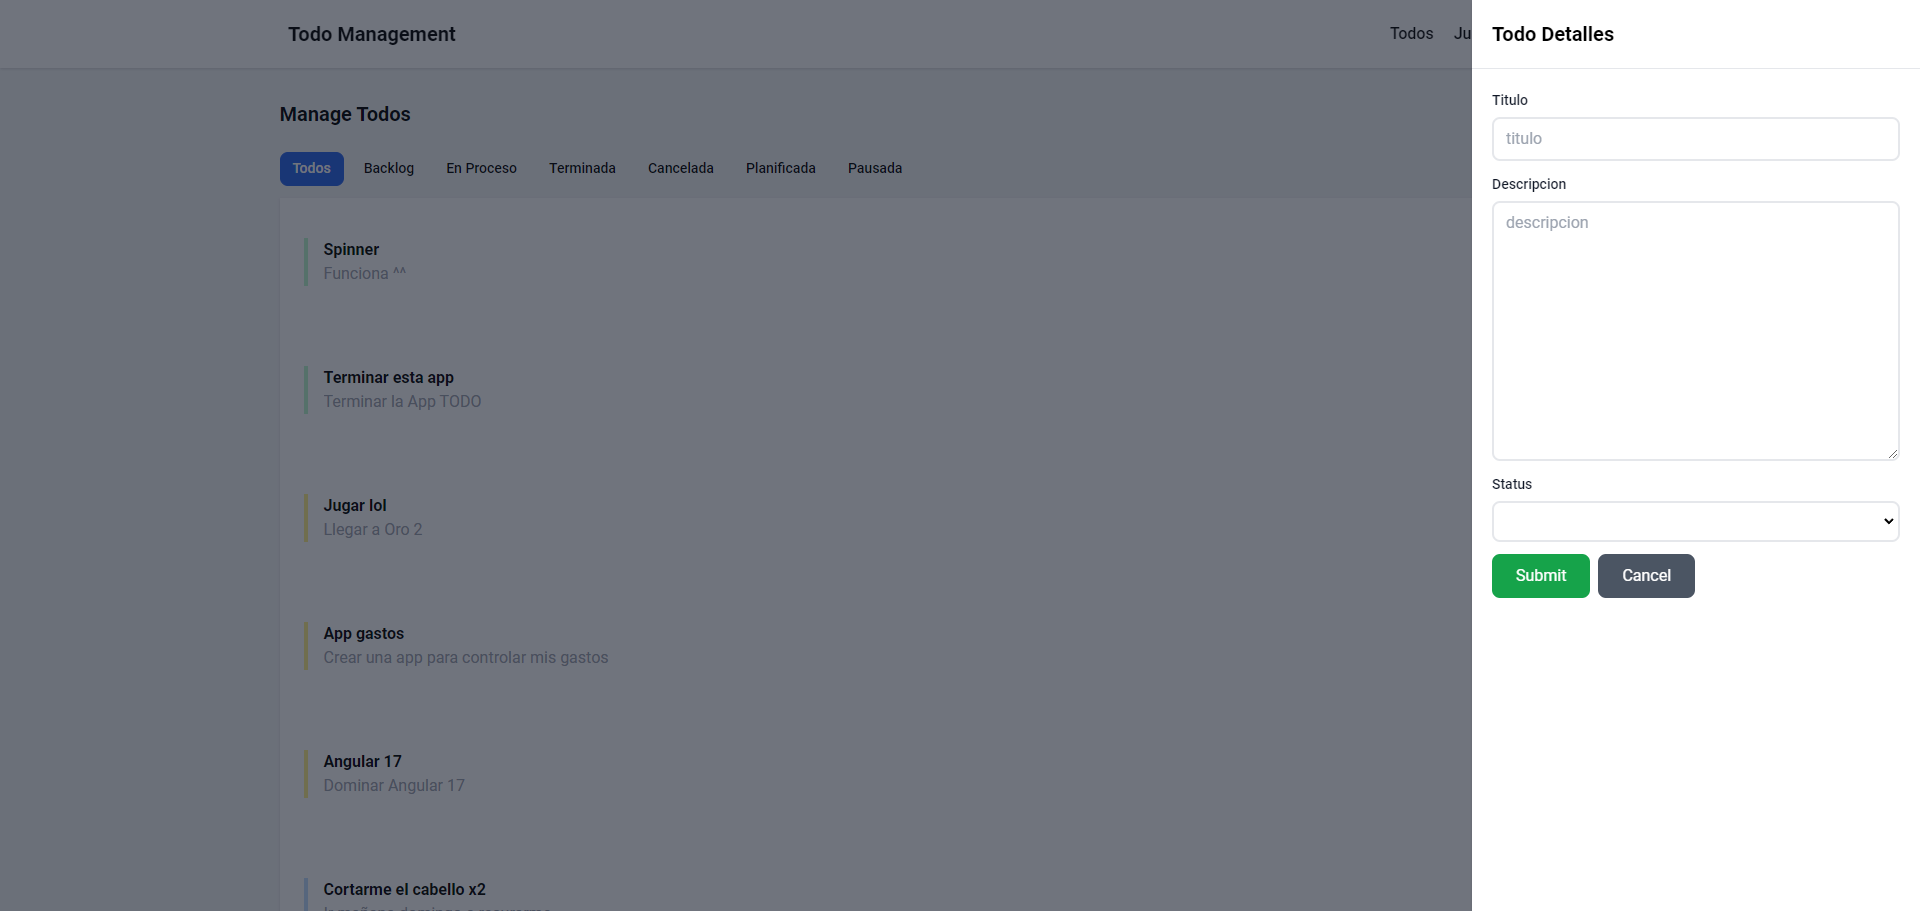 Todo Management
Todos
Manage Todos
Todos Backlog En Proceso Terminada Cancelada Planificada Pausada
Spinner
Funciona ^^
Terminar esta app
Terminar la App TODO
Jugar lol
Llegar a Oro 2
App gastos
Crear una app para controlar mis gastos
Angular 17
Dominar Angular 17
Cortarme el cabello x2
Todo Detalles
Titulo
titulo
Descripcion
descripcion
Status
Submit Cancel